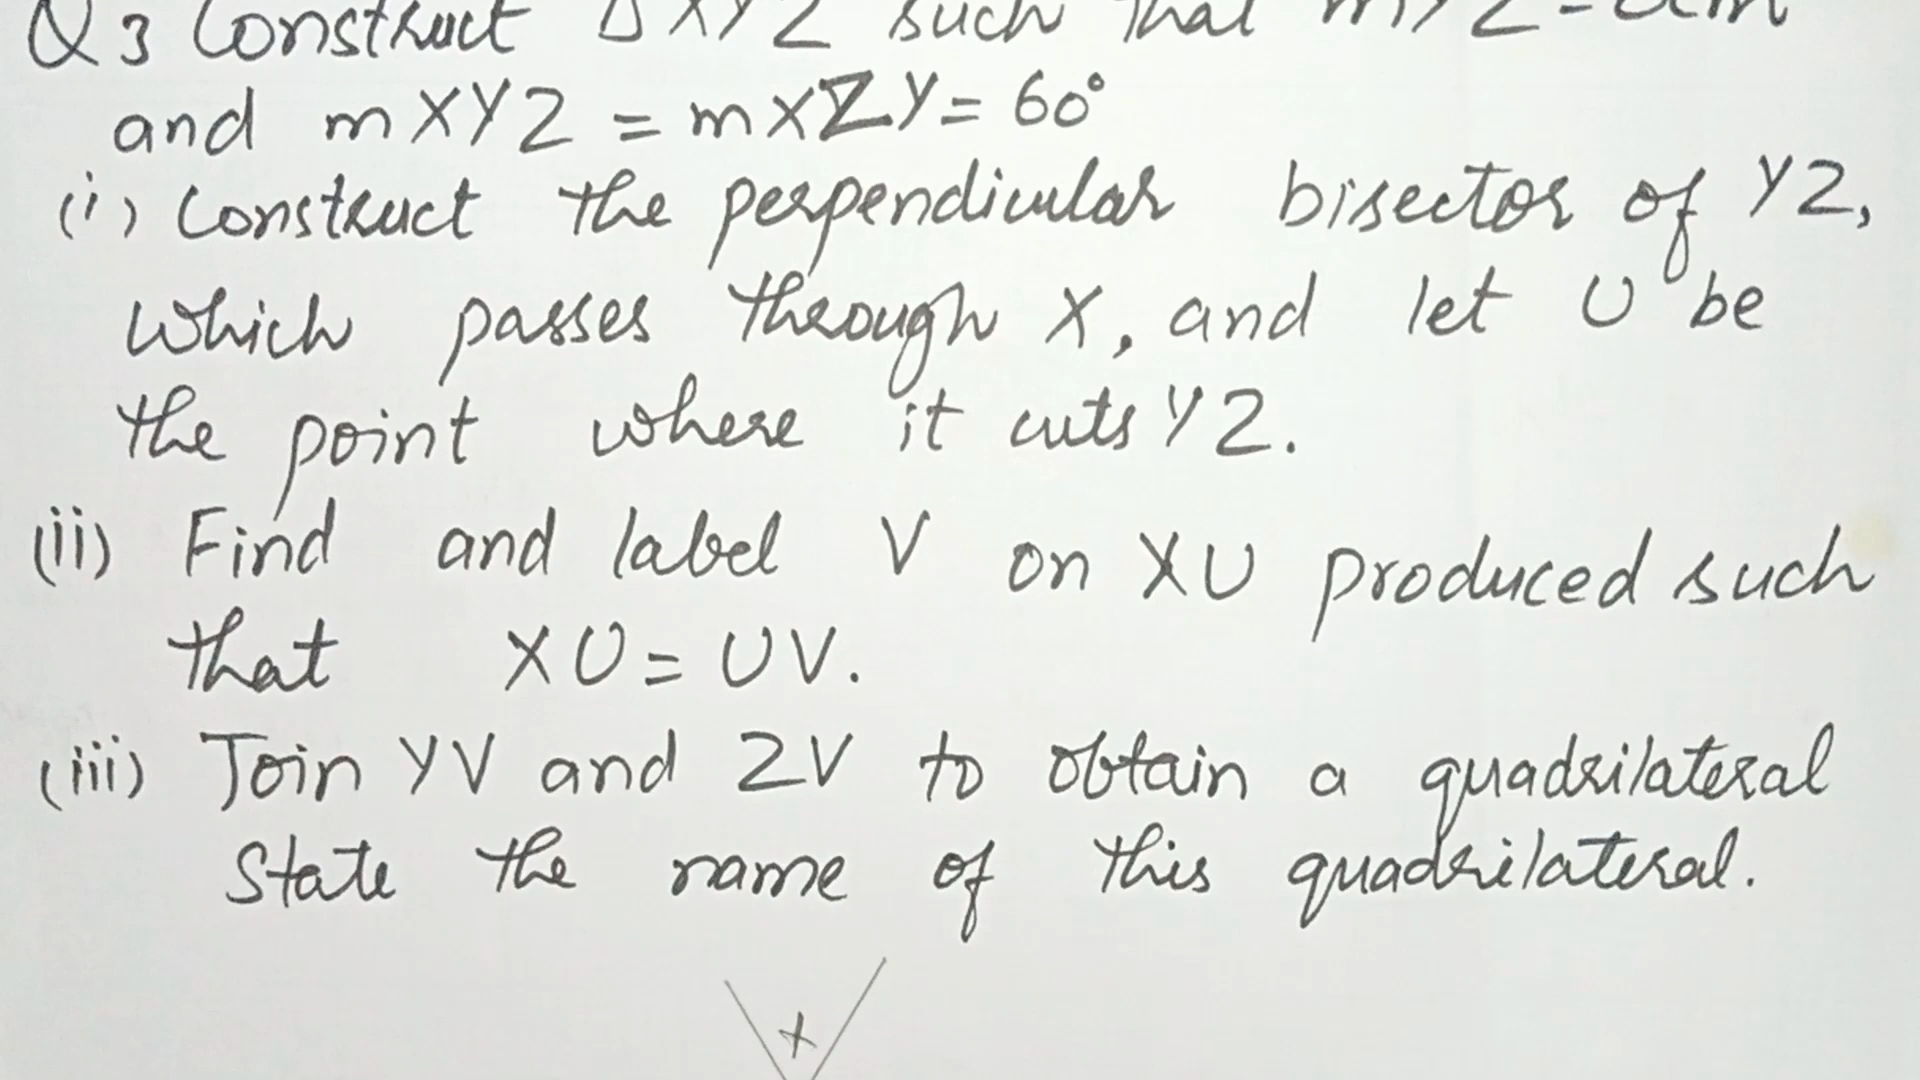 Q3 Construct ΔXYZ such that mYZ=8cm
and mXYZ = mXZY= 60°
(i) Construct the perpendicular bisector of YZ,
which passes through X, and let U be
the point where it cuts YZ.
(ii) Find and label V on XU produced such
that XU = UV.
(iii) Join YV and ZV to obtain a quadrilateral
State the name of this quadrilateral.
X